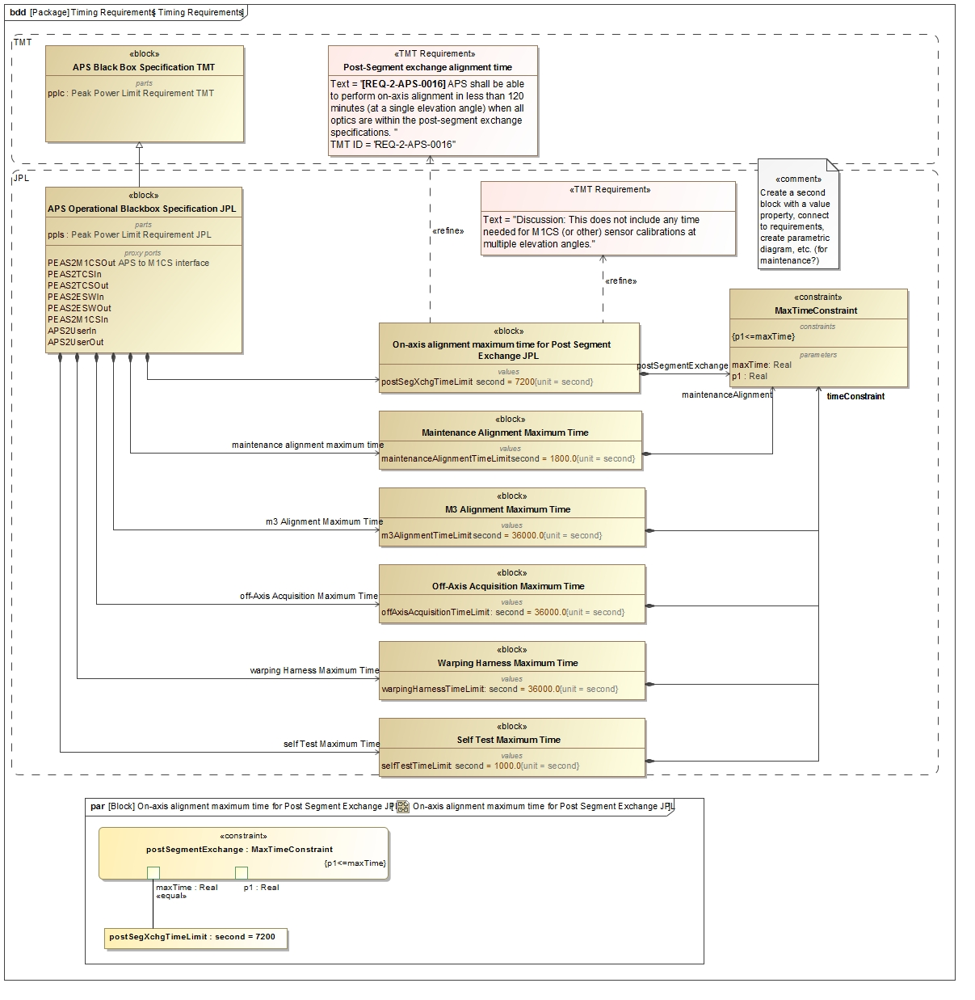 bdd [Package] Timing Requirements[ Timing Requirements]
TMT
«block»
APS Black Box Specification TMT
parts
pplc : Peak Power Limit Requirement TMT
«TMT Requirement»
Post-Segment exchange alignment time
Text = "[REQ-2-APS-0016] APS shall be able
to perform on-axis alignment in less than 120
minutes (at a single elevation angle) when all
optics are within the post-segment exchange
specifications. "
TMT ID = "REQ-2-APS-0016"
JPL
«block»
APS Operational Blackbox Specification JPL
parts
ppls : Peak Power Limit Requirement JPL
proxy ports
PEAS2M1CSOut APS to M1CS interface
PEAS2TCSIn
PEAS2TCSOut
PEAS2ESWIn
PEAS2ESWOut
PEAS2M1CSIn
APS2UserIn
APS2UserOut
«refine»
«TMT Requirement»
Text = "Discussion: This does not include any time
needed for M1CS (or other) sensor calibrations at
multiple elevation angles."
«refine»
«comment»
Create a second
block with a value
property, connect
to requirements,
create parametric
diagram, etc. (for
maintenance?)
«constraint»
MaxTimeConstraint
constraints
{p1<=maxTime}
parameters
maxTime: Real
p1 : Real
«block»
On-axis alignment maximum time for Post Segment
Exchange JPL
values
postSegXchgTimeLimit second = 7200{unit = second}
postSegmentExchange
maintenanceAlignment
timeConstraint
«block»
Maintenance Alignment Maximum Time
values
maintenanceAlignmentTimeLimitsecond = 1800.0{unit = second}
maintenance alignment maximum time
«block»
M3 Alignment Maximum Time
values
m3AlignmentTimeLimitsecond = 36000.0{unit = second}
m3 Alignment Maximum Time
«block»
Off-Axis Acquisition Maximum Time
values
offAxisAcquisitionTimeLimit: second = 36000.0{unit = second}
off-Axis Acquisition Maximum Time
«block»
Warping Harness Maximum Time
values
warpingHarnessTimeLimit: second = 36000.0{unit = second}
warping Harness Maximum Time
«block»
Self Test Maximum Time
values
selfTestTimeLimit second = 1000.0{unit = second}
self Test Maximum Time
par [Block] On-axis alignment maximum time for Post Segment Exchange JPL[ On-axis alignment maximum time for Post Segment Exchange JPL]
«constraint»
postSegmentExchange : MaxTimeConstraint
{p1<=maxTime}
maxTime : Real
p1 : Real
«equal»
postSegXchgTimeLimit : second = 7200